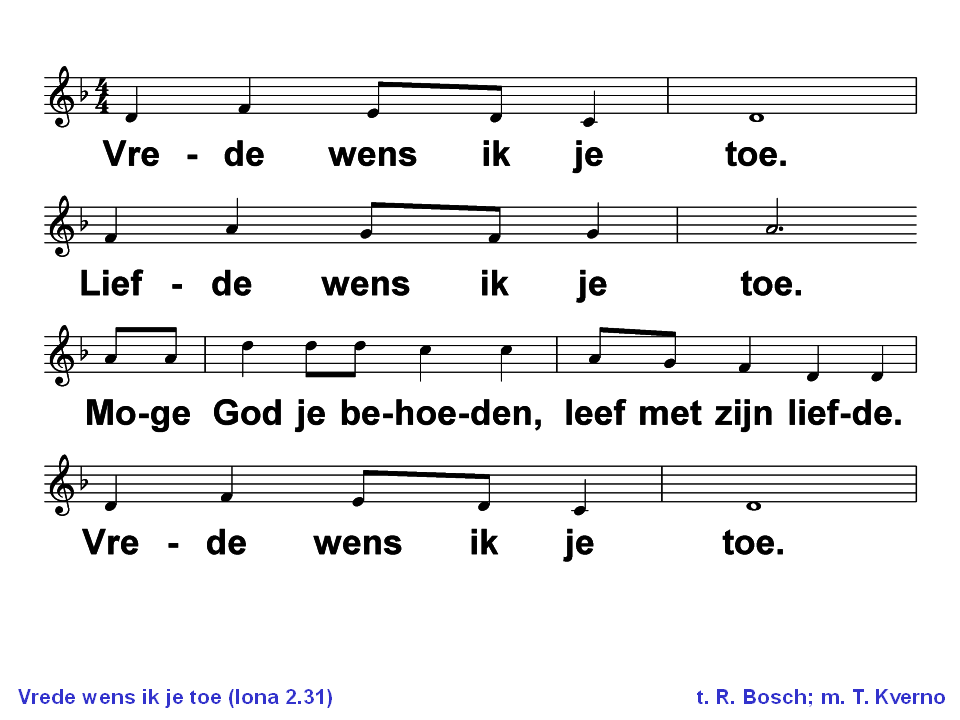 4
4
Vre - de wens ik je toe.
Lief - de wens ik je toe.
Mo-ge God je be-hoe-den, leef met zijn lief-de.
Vre - de wens ik je toe.
Vrede wens ik je toe (Iona 2.31) t. R. Bosch; m. T. Kverno